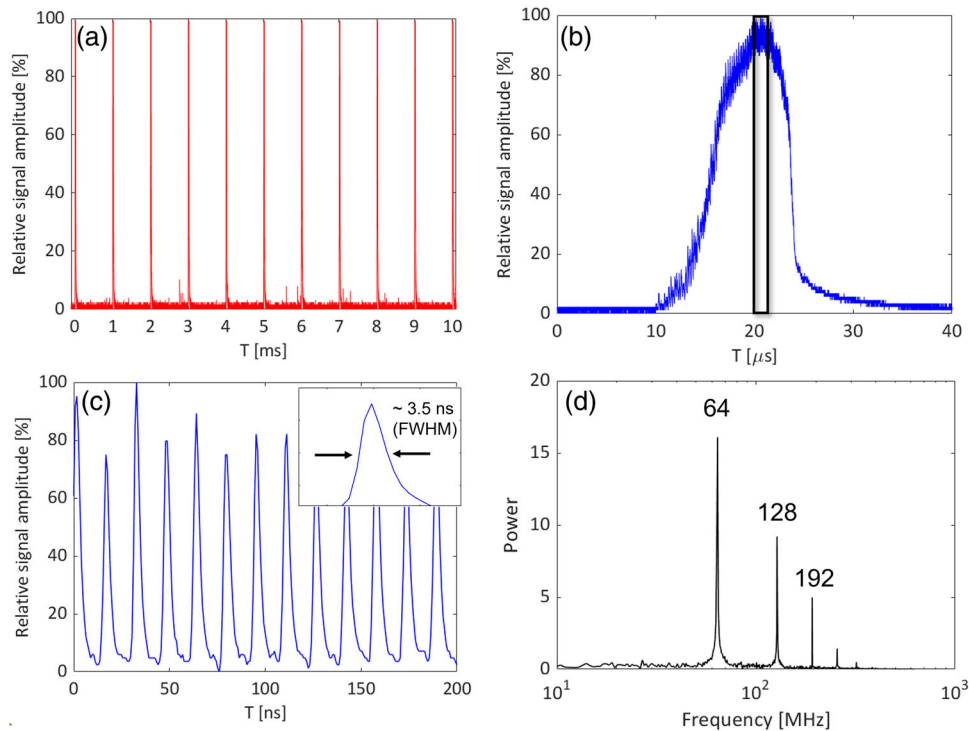 (a)
Relative signal amplitude [%]
100
80
60
40
20
0
0 1 2 3 4 5 6 7 8 9 10
T [ms]
(b)
Relative signal amplitude [%]
100
80
60
40
20
0
0 10 20 30 40
T [μs]
(c)
Relative signal amplitude [%]
100
80
60
40
20
0
0 50 100 150 200
T [ns]
~ 3.5 ns
(FWHM)
(d)
Power
20
15
10
5
0
64
128
192
10¹ 10² 10³
Frequency [MHz]